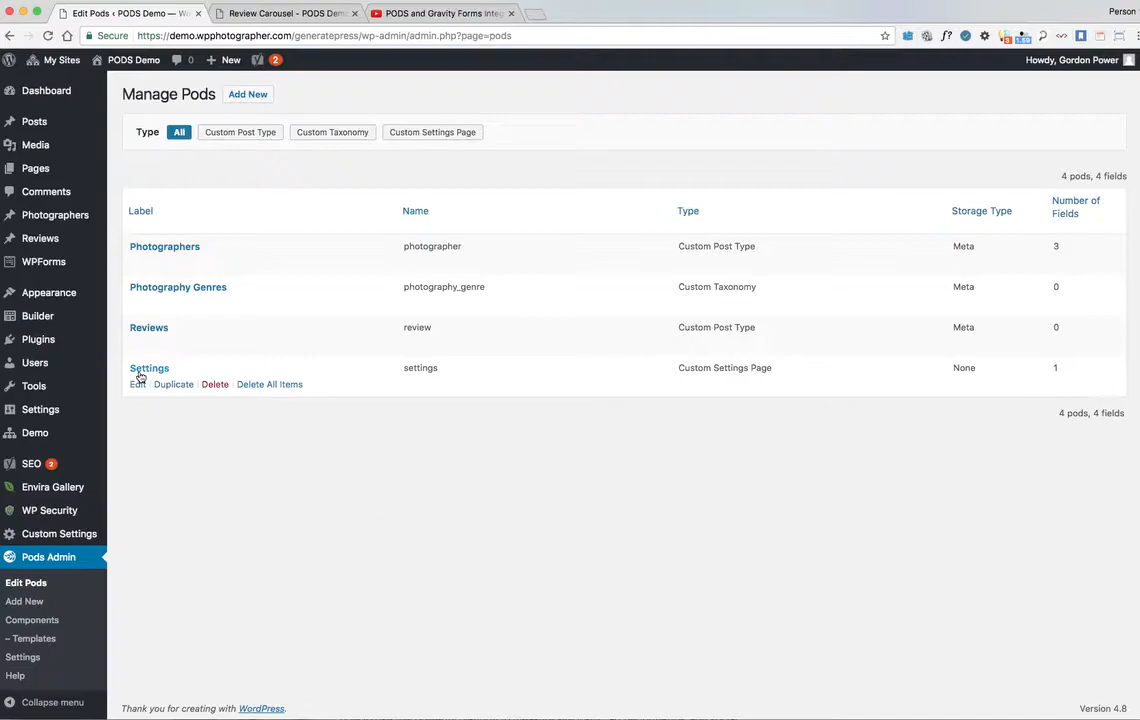 Edit Pods ‹ PODS Demo — W
Review Carousel - PODS Dem
PODS and Gravity Forms Integ
Person
Secure
https://demo.wpphotographer.com/generatepress/wp-admin/admin.php?page=pods
My Sites
PODS Demo
0
New
2
Howdy, Gordon Power
Dashboard
Posts
Media
Pages
Comments
Photographers
Reviews
WPForms
Appearance
Builder
Plugins
Users
Tools
Settings
Demo
SEO 2
Envira Gallery
WP Security
Custom Settings
Pods Admin
Edit Pods
Add New
Components
– Templates
Settings
Help
Collapse menu
Manage Pods
Add New
Type
All
Custom Post Type
Custom Taxonomy
Custom Settings Page
4 pods, 4 fields
Label
Name
Type
Storage Type
Number of
Fields
Photographers
photographer
Custom Post Type
Meta
3
Photography Genres
photography_genre
Custom Taxonomy
Meta
0
Reviews
review
Custom Post Type
Meta
0
Settings
settings
Custom Settings Page
None
1
Edit | Duplicate | Delete | Delete All Items
4 pods, 4 fields
Thank you for creating with WordPress.
Version 4.8